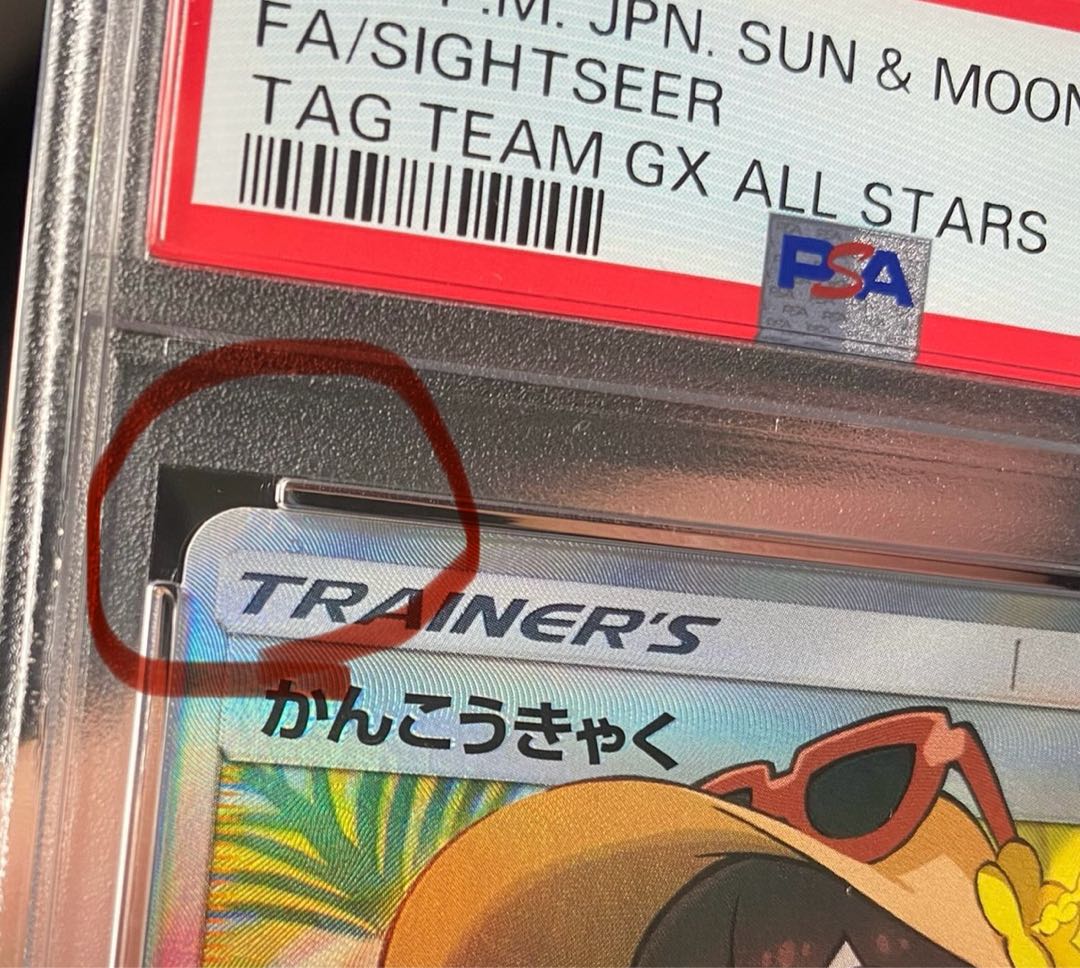 P.M. JPN. SUN & MOON
FA/SIGHTSEER
TAG TEAM GX ALL STARS
PSA
TRAINER'S
かんこうきゃく